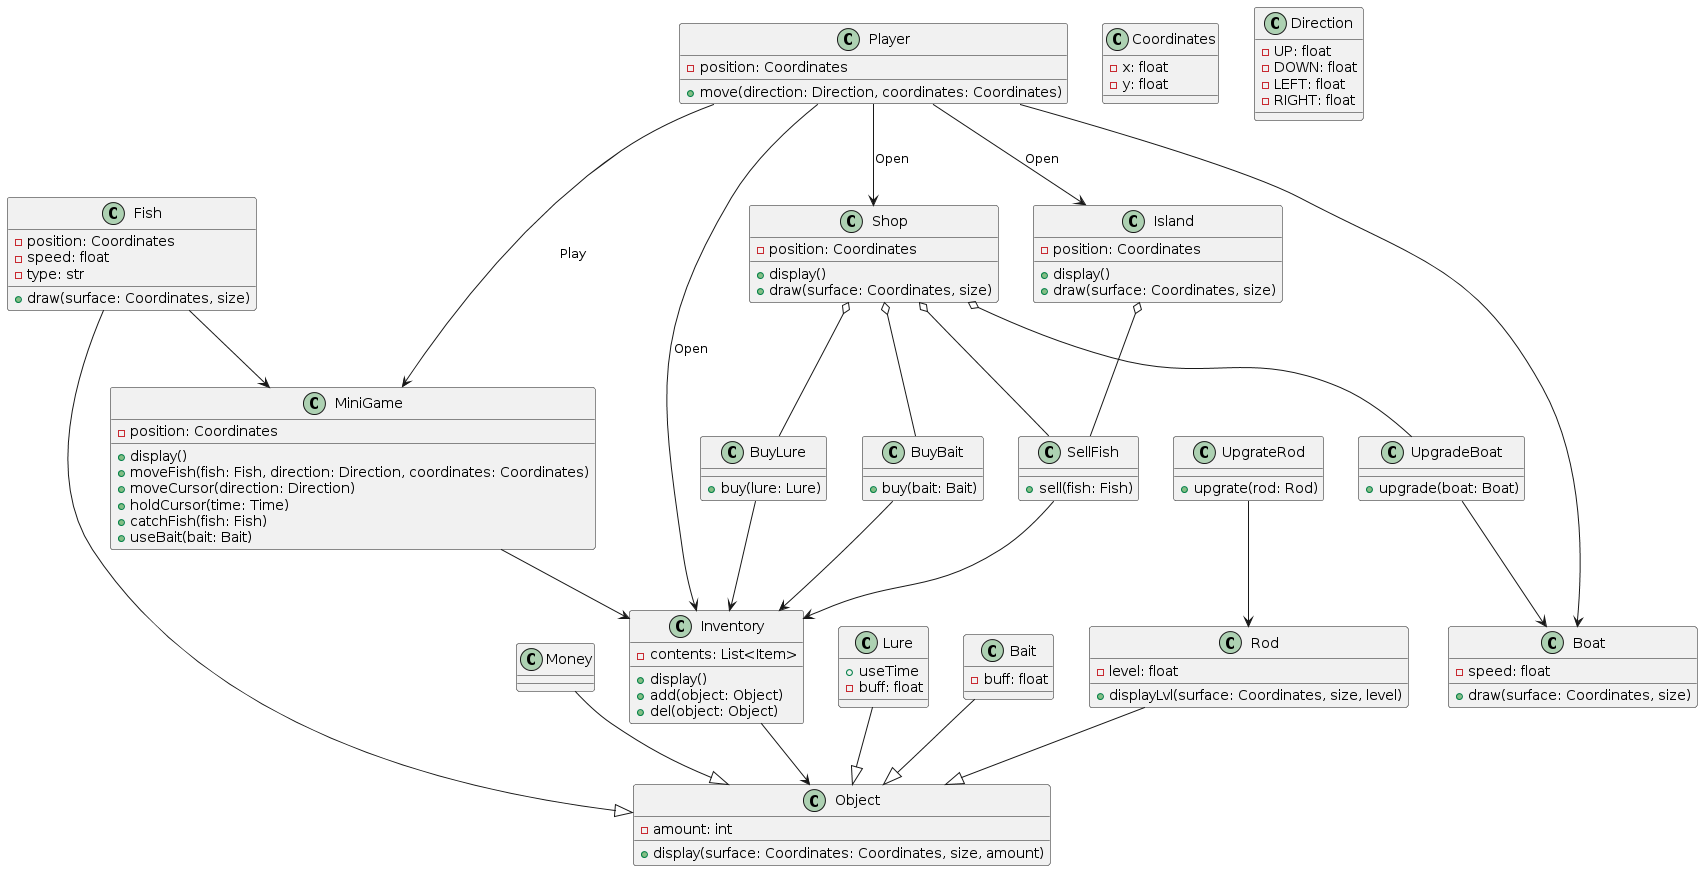 Player
position: Coordinates
move(direction: Direction, coordinates: Coordinates)
Coordinates
x: float
y: float
Direction
UP: float
DOWN: float
LEFT: float
RIGHT: float
Open
Open
Play
Open
Fish
position: Coordinates
speed: float
type: str
draw(surface: Coordinates, size)
Shop
position: Coordinates
display()
draw(surface: Coordinates, size)
Island
position: Coordinates
display()
draw(surface: Coordinates, size)
MiniGame
position: Coordinates
display()
moveFish(fish: Fish, direction: Direction, coordinates: Coordinates)
moveCursor(direction: Direction)
holdCursor(time: Time)
catchFish(fish: Fish)
useBait(bait: Bait)
BuyLure
buy(lure: Lure)
BuyBait
buy(bait: Bait)
SellFish
sell(fish: Fish)
UpgrateRod
upgrate(rod: Rod)
UpgradeBoat
upgrade(boat: Boat)
Money
Inventory
contents: List<Item>
display()
add(object: Object)
del(object: Object)
Lure
useTime
buff: float
Bait
buff: float
Rod
level: float
displayLvl(surface: Coordinates, size, level)
Boat
speed: float
draw(surface: Coordinates, size)
Object
amount: int
display(surface: Coordinates: Coordinates, size, amount)